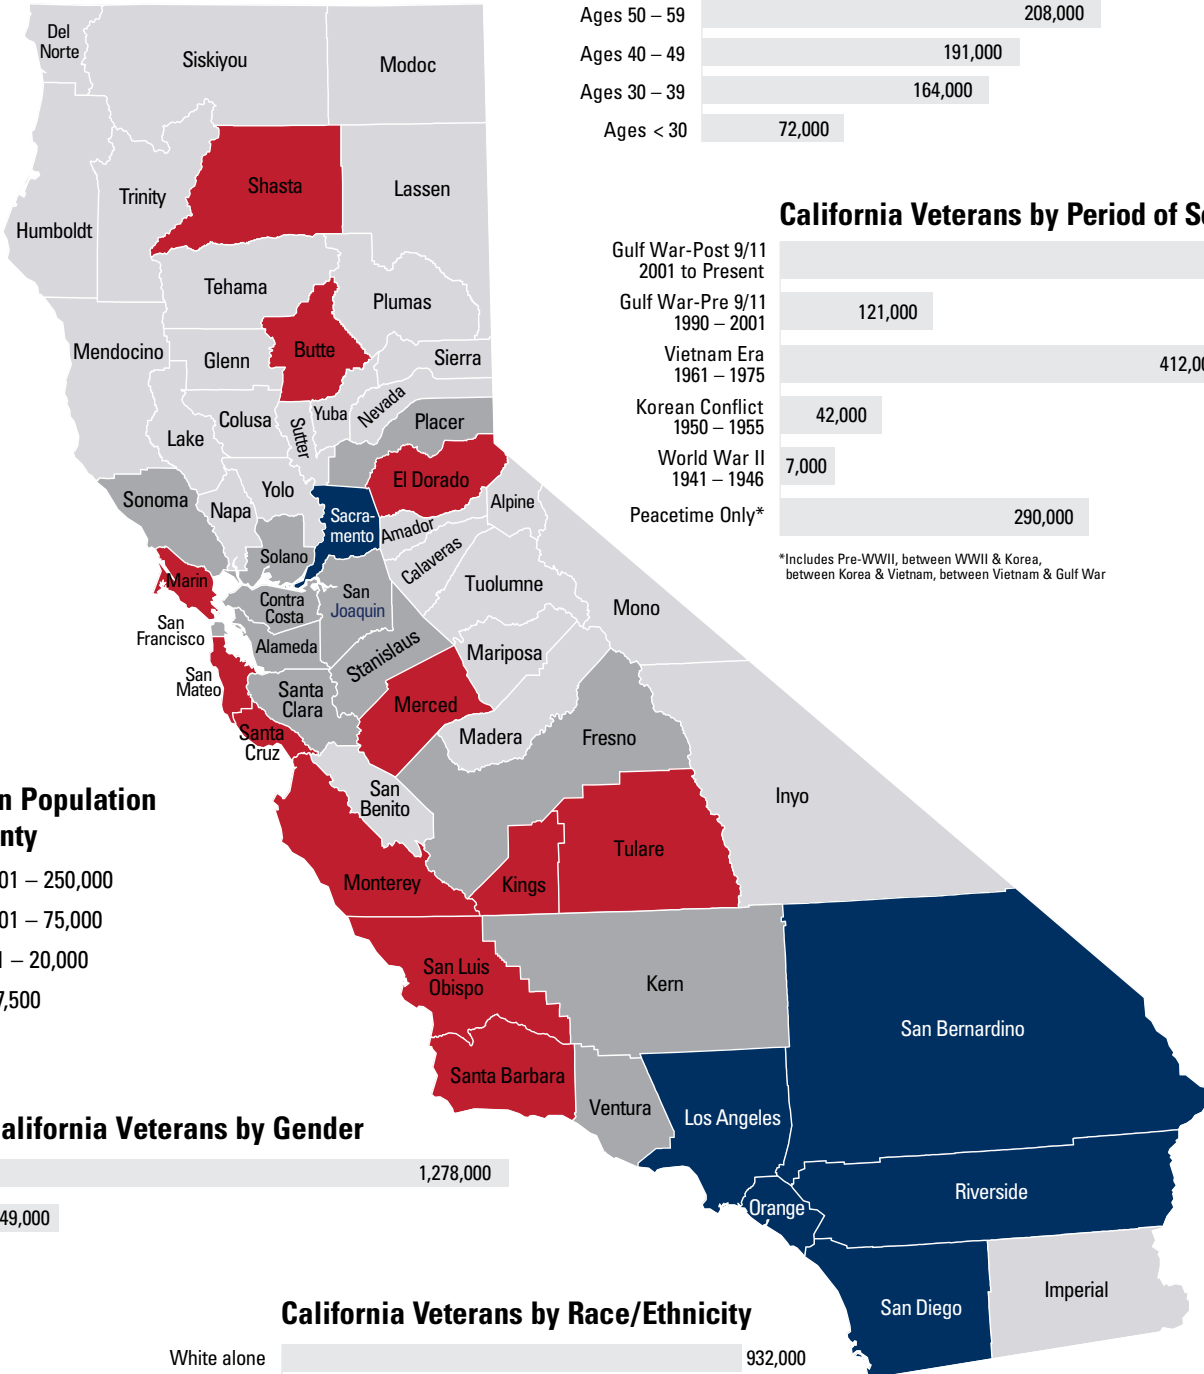 Ages 50 – 59
208,000
Ages 40 – 49
191,000
Ages 30 – 39
164,000
Ages < 30
72,000
California Veterans by Period of
Gulf War-Post 9/11
2001 to Present
Gulf War-Pre 9/11
1990 – 2001
121,000
Vietnam Era
1961 – 1975
412,00
Korean Conflict
1950 – 1955
42,000
World War II
1941 – 1946
7,000
Peacetime Only*
290,000
*Includes Pre-WWII, between WWII & Korea,
between Korea & Vietnam, between Vietnam & Gulf War
Del
Norte
Siskiyou
Modoc
Shasta
Lassen
Trinity
Humboldt
Tehama
Plumas
Mendocino
Glenn
Butte
Sierra
Nevada
Yuba
Colusa
Sutter
Placer
Lake
El Dorado
Yolo
Sonoma
Napa
Sacra-
mento
Alpine
Amador
Solano
Calaveras
Marin
Tuolumne
Contra
Costa
San
Joaquin
Mono
San
Francisco
Alameda
Stanislaus
Mariposa
San
Mateo
Santa
Clara
Merced
Santa
Cruz
Madera
Fresno
San
Benito
Inyo
Tulare
Monterey
Kings
San Luis
Obispo
Kern
San Bernardino
Santa Barbara
Ventura
Los Angeles
Riverside
Orange
San Diego
Imperial
n Population
nty
01 – 250,000
01 – 75,000
1 – 20,000
7,500
alifornia Veterans by Gender
1,278,000
49,000
California Veterans by Race/Ethnicity
White alone
932,000